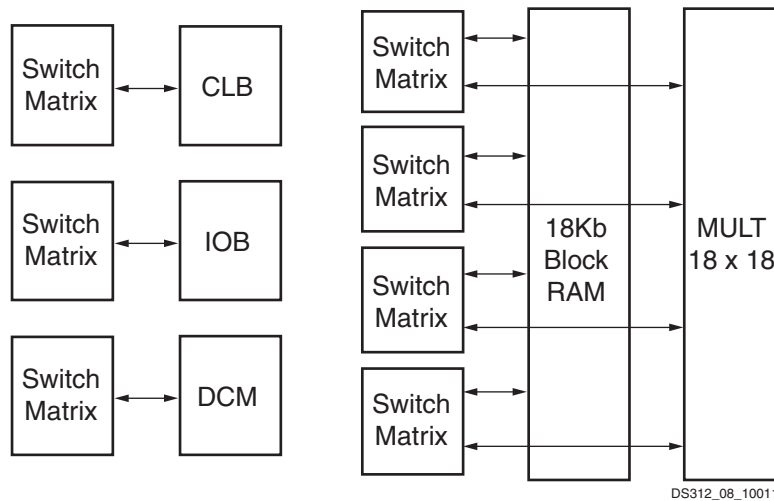 Switch
Matrix
CLB
Switch
Matrix
IOB
Switch
Matrix
DCM
Switch
Matrix
Switch
Matrix
Switch
Matrix
Switch
Matrix
18Kb
Block
RAM
MULT
18 x 18
DS312_08_10011